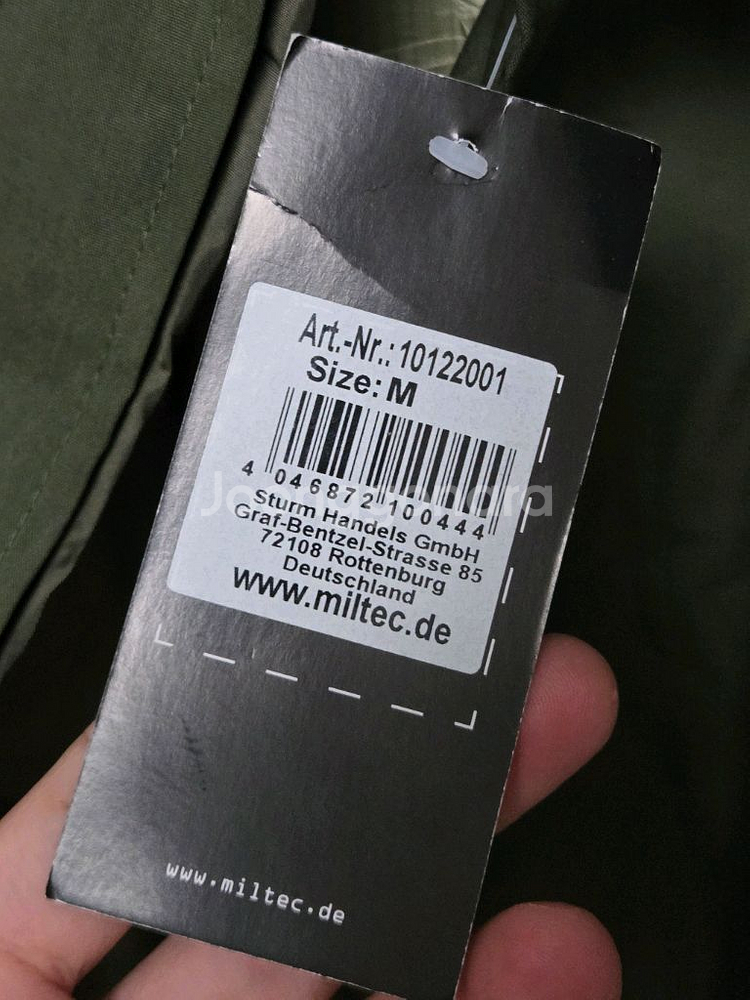 Art.-Nr.: 10122001
Size: M
4 046872 100444
Sturm Handels GmbH
Graf-Bentzel-Strasse 85
72108 Rottenburg
Deutschland
www.miltec.de
www.miltec.de
Joonggonara